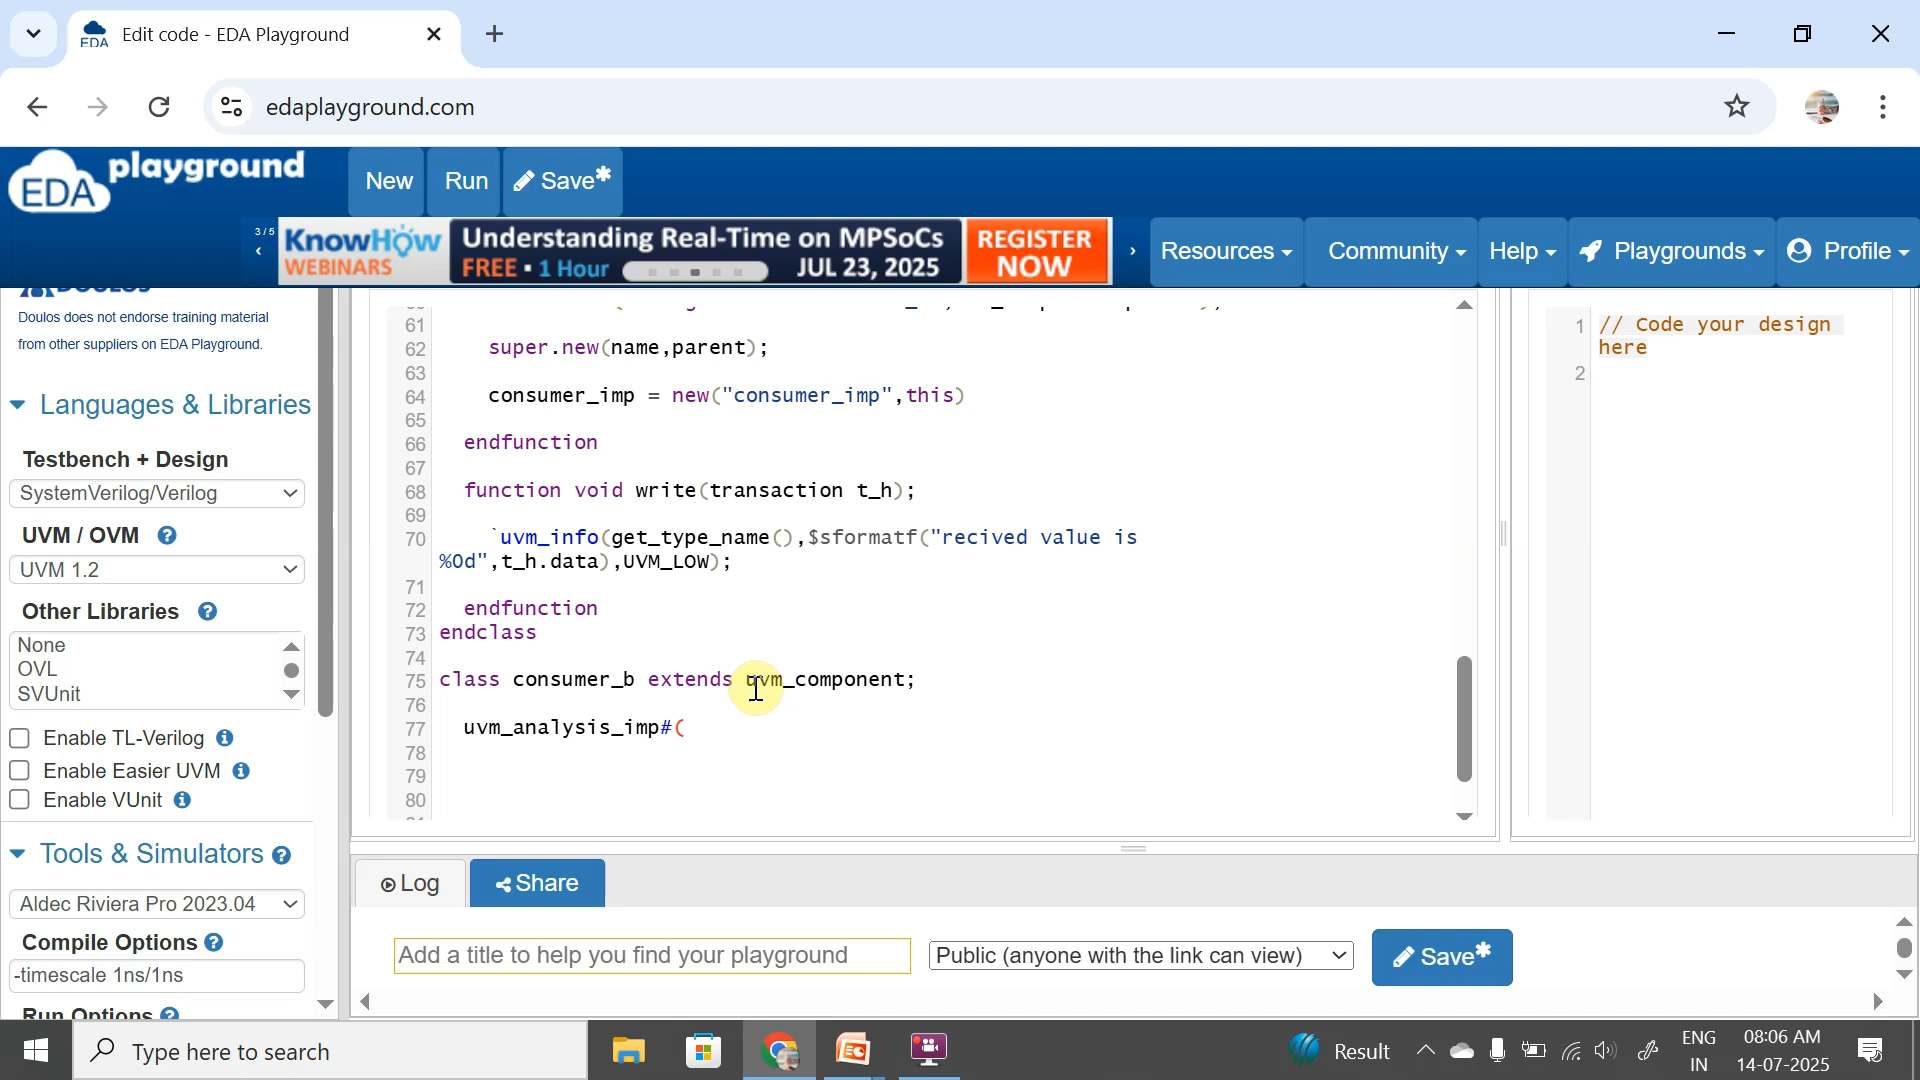 Edit code - EDA Playground
edaplayground.com
EDA playground
New
Run
Save*
3 / 5
KnowHow WEBINARS
Understanding Real-Time on MPSoCs
FREE • 1 Hour
JUL 23, 2025
REGISTER NOW
Resources
Community
Help
Playgrounds
Profile
Doulos does not endorse training material
from other suppliers on EDA Playground.
Languages & Libraries
Testbench + Design
SystemVerilog/Verilog
UVM / OVM
UVM 1.2
Other Libraries
None
OVL
SVUnit
Enable TL-Verilog
Enable Easier UVM
Enable VUnit
Tools & Simulators
Aldec Riviera Pro 2023.04
Compile Options
-timescale 1ns/1ns
Run Options
61
62 super.new(name,parent);
63
64 consumer_imp = new("consumer_imp",this)
65
66 endfunction
67
68 function void write(transaction t_h);
69
70 `uvm_info(get_type_name(),$sformatf("recived value is
%0d",t_h.data),UVM_LOW);
71
72 endfunction
73 endclass
74
75 class consumer_b extends uvm_component;
76
77 uvm_analysis_imp#(
78
79
80
1 // Code your design
here
2
Log
Share
Add a title to help you find your playground
Public (anyone with the link can view)
Save*
Type here to search
Result
ENG
IN
08:06 AM
14-07-2025